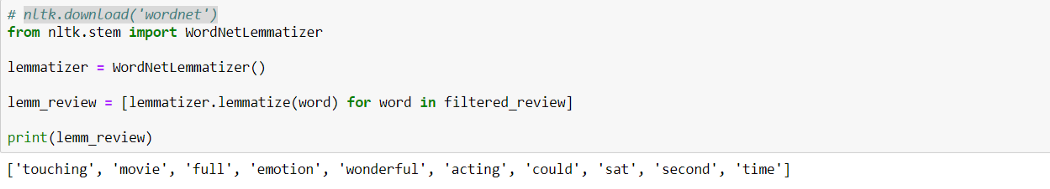 # nltk.download('wordnet')
from nltk.stem import WordNetLemmatizer
lemmatizer = WordNetLemmatizer()
lemm_review = [lemmatizer.lemmatize(word) for word in filtered_review]
print(lemm_review)
['touching', 'movie', 'full', 'emotion', 'wonderful', 'acting', 'could', 'sat', 'second', 'time']